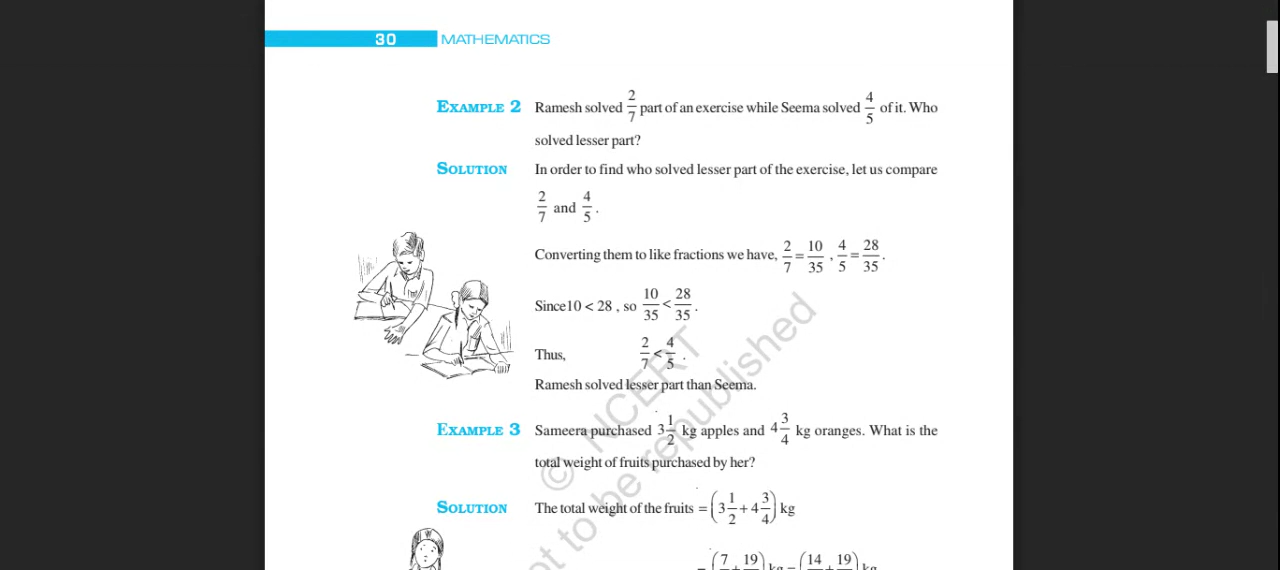 30 MATHEMATICS
EXAMPLE 2 Ramesh solved 2/7 part of an exercise while Seema solved 4/5 of it. Who
solved lesser part?
SOLUTION In order to find who solved lesser part of the exercise, let us compare
2/7 and 4/5 .
Converting them to like fractions we have, 2/7 = 10/35 , 4/5 = 28/35 .
Since10 < 28 , so 10/35 < 28/35 .
Thus, 2/7 < 4/5 .
Ramesh solved lesser part than Seema.
EXAMPLE 3 Sameera purchased 3 1/2 kg apples and 4 3/4 kg oranges. What is the
total weight of fruits purchased by her?
SOLUTION The total weight of the fruits = (3 1/2 + 4 3/4) kg
© NCERT
not to be republished